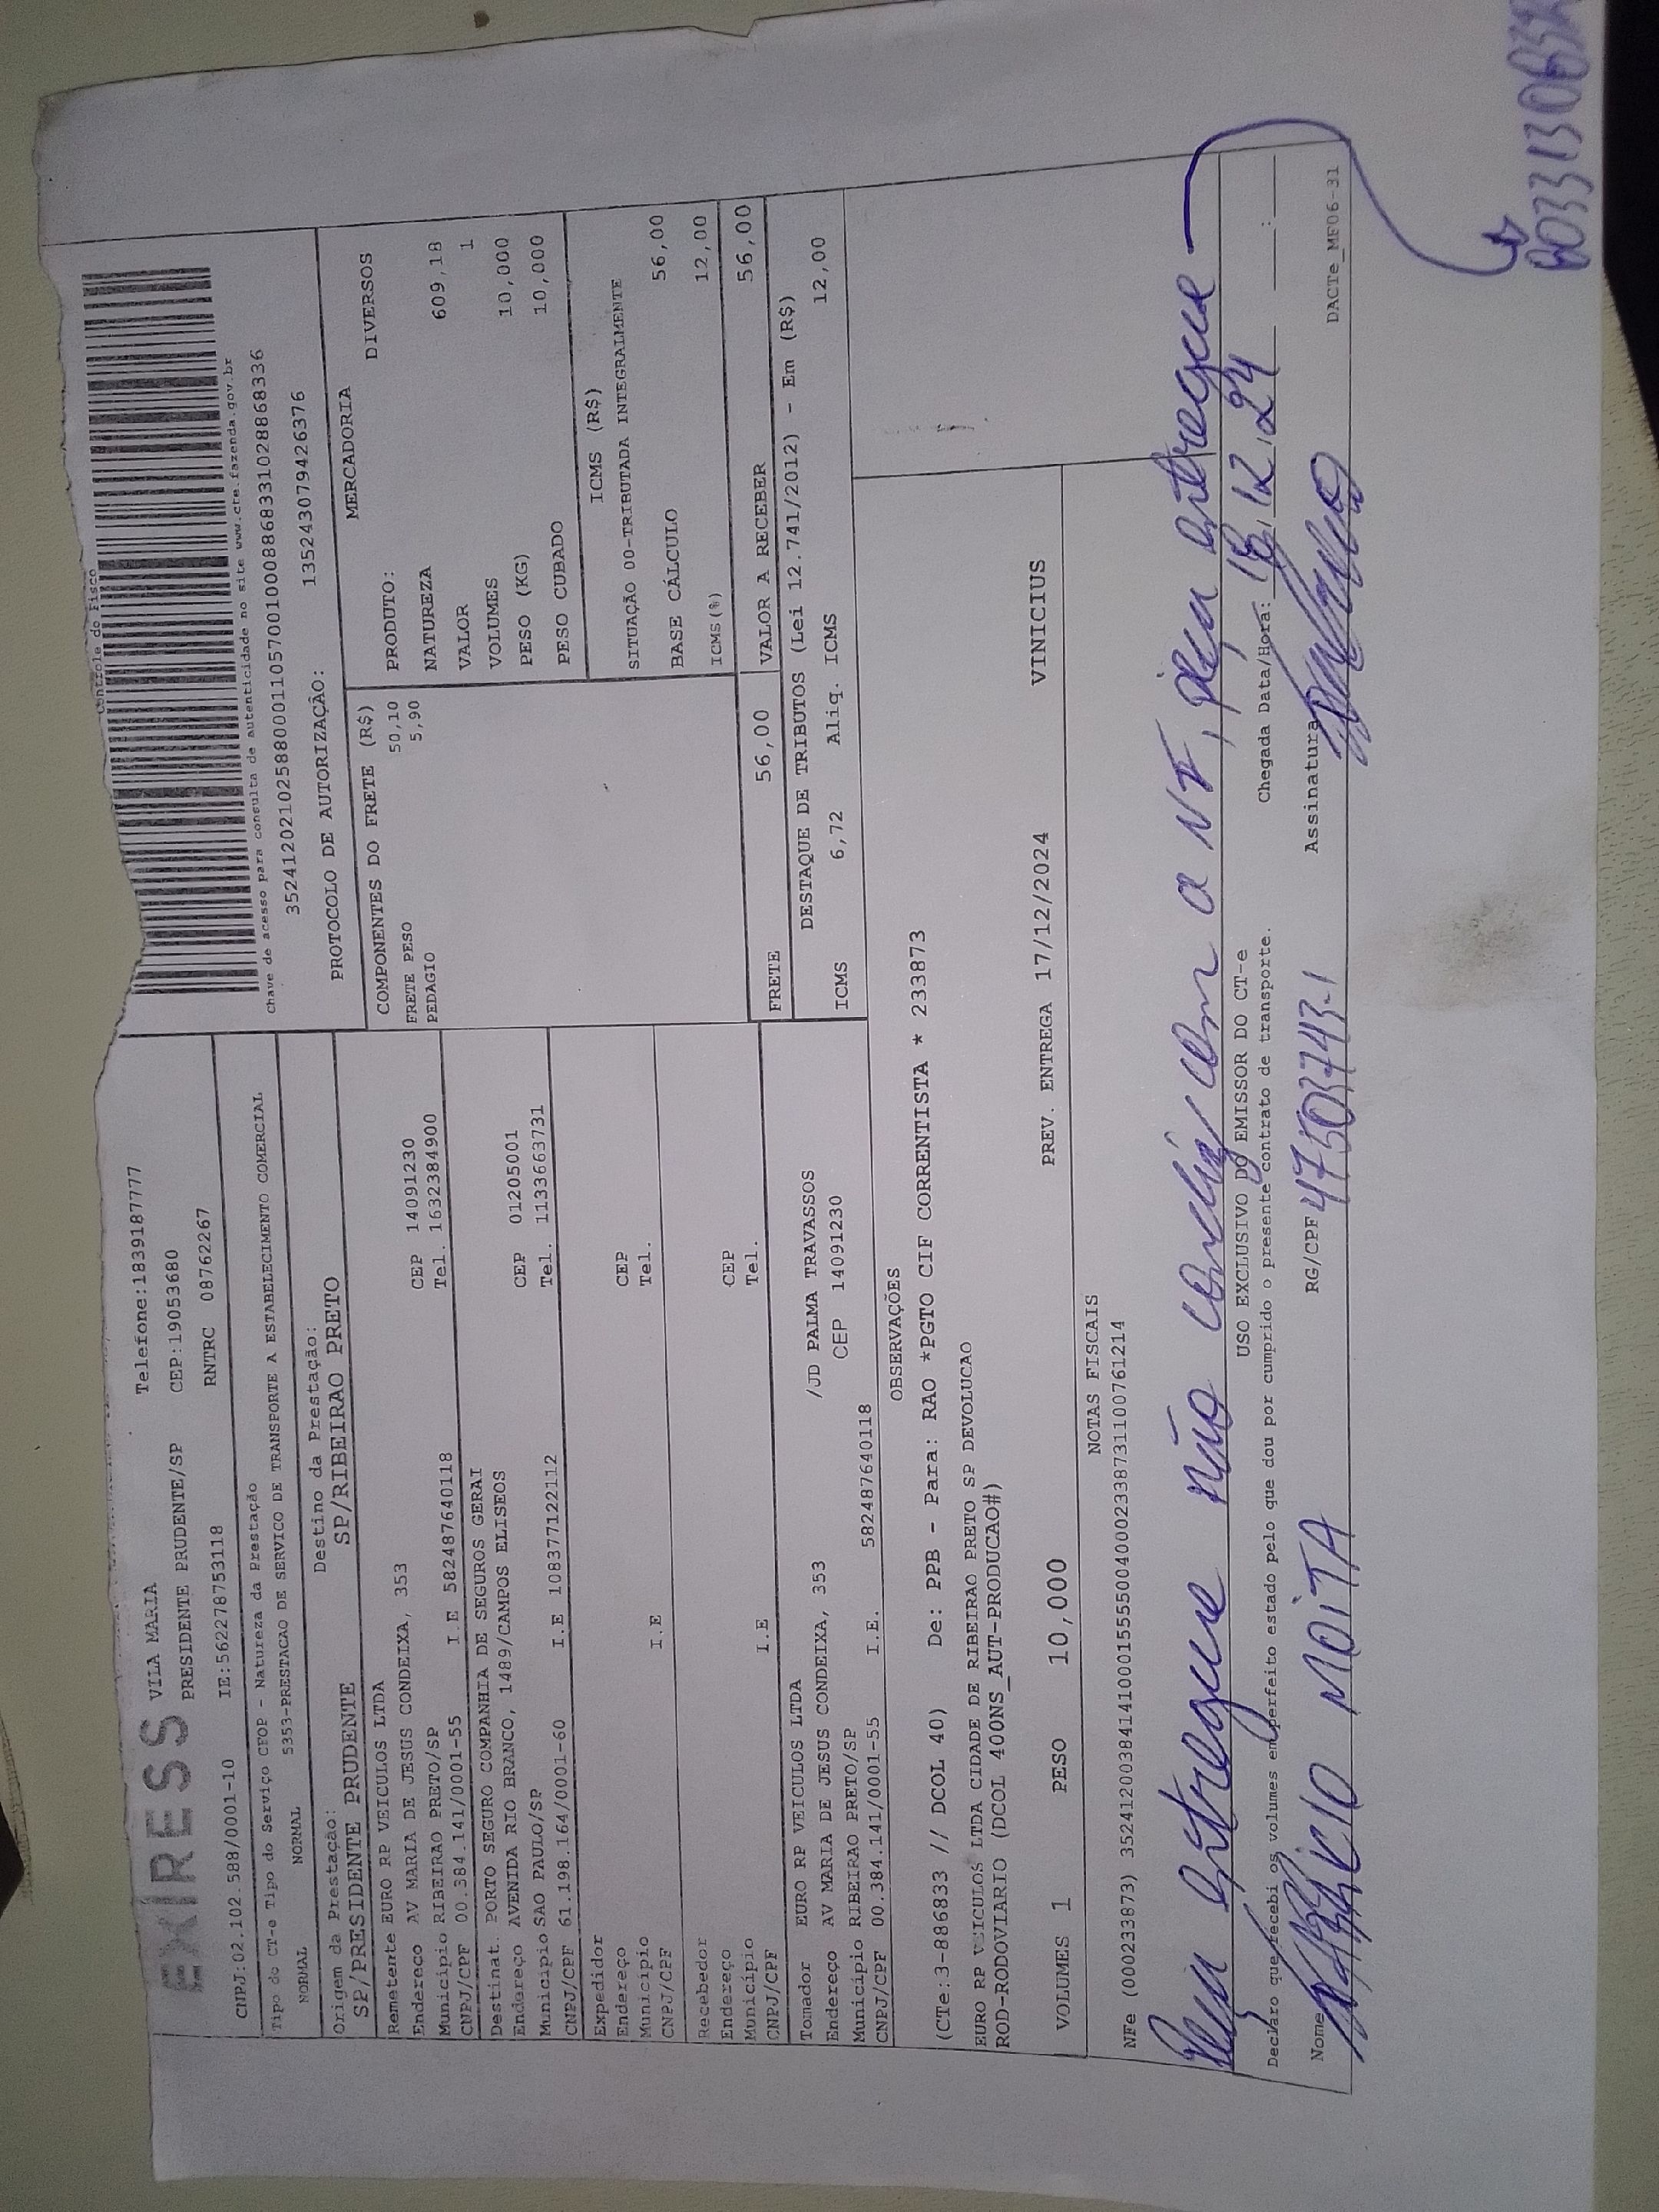 Controle do Fisco
EXPRESS VILA MARIA Telefone:1839187777
PRESIDENTE PRUDENTE/SP CEP:19053680
CNPJ:02.102.588/0001-10 IE:562278753118 RNTRC 08762267
Chave de acesso para consulta de autenticidade no site www.cte.fazenda.gov.br
35241202102588000110570010008868331028868336
PROTOCOLO DE AUTORIZAÇÃO: 135243079426376
Tipo do CT-e Tipo do Serviço CFOP - Natureza da Prestação
NORMAL NORMAL 5353-PRESTACAO DE SERVICO DE TRANSPORTE A ESTABELECIMENTO COMERCIAL
Origem da Prestação: Destino da Prestação:
SP/PRESIDENTE PRUDENTE SP/RIBEIRAO PRETO
Remetente EURO RP VEICULOS LTDA
Endereço AV MARIA DE JESUS CONDEIXA, 353 CEP 14091230
Município RIBEIRAO PRETO/SP Tel. 1632384900
CNPJ/CPF 00.384.141/0001-55 I.E 582487640118
Destinat. PORTO SEGURO COMPANHIA DE SEGUROS GERAI
Endereço AVENIDA RIO BRANCO, 1489/CAMPOS ELISEOS CEP 01205001
Município SAO PAULO/SP Tel. 1133663731
CNPJ/CPF 61.198.164/0001-60 I.E 108377122112
Expedidor
Endereço CEP
Município Tel.
CNPJ/CPF I.E
Recebedor
Endereço CEP
Município Tel.
CNPJ/CPF I.E
Tomador EURO RP VEICULOS LTDA
Endereço AV MARIA DE JESUS CONDEIXA, 353 /JD PALMA TRAVASSOS
Município RIBEIRAO PRETO/SP CEP 14091230
CNPJ/CPF 00.384.141/0001-55 I.E. 582487640118
COMPONENTES DO FRETE (R$)
FRETE PESO 50,10
PEDAGIO 5,90
MERCADORIA
PRODUTO: DIVERSOS
NATUREZA
VALOR 609,18
VOLUMES 1
PESO (KG) 10,000
PESO CUBADO 10,000
ICMS (R$)
SITUAÇÃO 00-TRIBUTADA INTEGRALMENTE
BASE CÁLCULO 56,00
ICMS(%) 12,00
FRETE 56,00 VALOR A RECEBER 56,00
DESTAQUE DE TRIBUTOS (Lei 12.741/2012) - Em (R$)
ICMS 6,72 Aliq. ICMS 12,00
OBSERVAÇÕES
(CTe:3-886833 // DCOL 40) De: PPB - Para: RAO *PGTO CIF CORRENTISTA * 233873
EURO RP VEICULOS LTDA CIDADE DE RIBEIRAO PRETO SP DEVOLUCAO
ROD-RODOVIARIO (DCOL 400NS_AUT-PRODUCAO#)
VOLUMES 1 PESO 10,000 PREV. ENTREGA 17/12/2024 VINICIUS
NOTAS FISCAIS
NFe (000233873) 35241200384141000155550040002338731100761214
Peça entregue não condiz com a NF, peça entregue
USO EXCLUSIVO DO EMISSOR DO CT-e
Declaro que recebi os volumes em perfeito estado pelo que dou por cumprido o presente contrato de transporte.
Chegada Data/Hora: 18/12/24
Nome MÁRCIO MOITA RG/CPF 47503743-1 Assinatura
DACTe_MF06-31